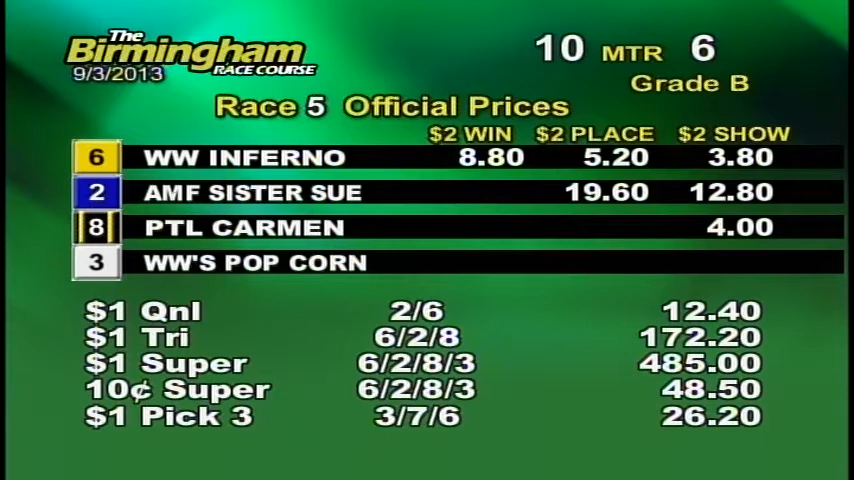 The
Birmingham
RACE COURSE
9/3/2013
10 MTR 6
Grade B
Race 5 Official Prices
$2 WIN $2 PLACE $2 SHOW
6 WW INFERNO 8.80 5.20 3.80
2 AMF SISTER SUE 19.60 12.80
8 PTL CARMEN 4.00
3 WW'S POP CORN
$1 Qnl 2/6 12.40
$1 Tri 6/2/8 172.20
$1 Super 6/2/8/3 485.00
10¢ Super 6/2/8/3 48.50
$1 Pick 3 3/7/6 26.20